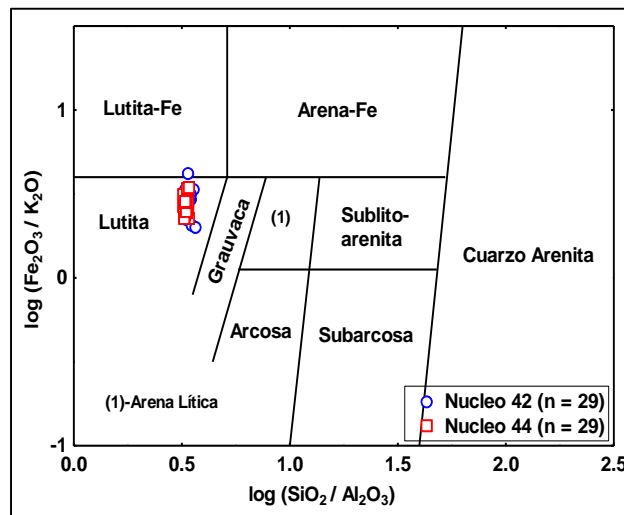 log (Fe2O3 / K2O)
1
0
-1
Lutita-Fe
Arena-Fe
Lutita
Grauvaca
(1)
Sublito-
arenita
Cuarzo Arenita
Arcosa
Subarcosa
(1)-Arena Lítica
Nucleo 42 (n = 29)
Nucleo 44 (n = 29)
0.0
0.5
1.0
1.5
2.0
2.5
log (SiO2 / Al2O3)